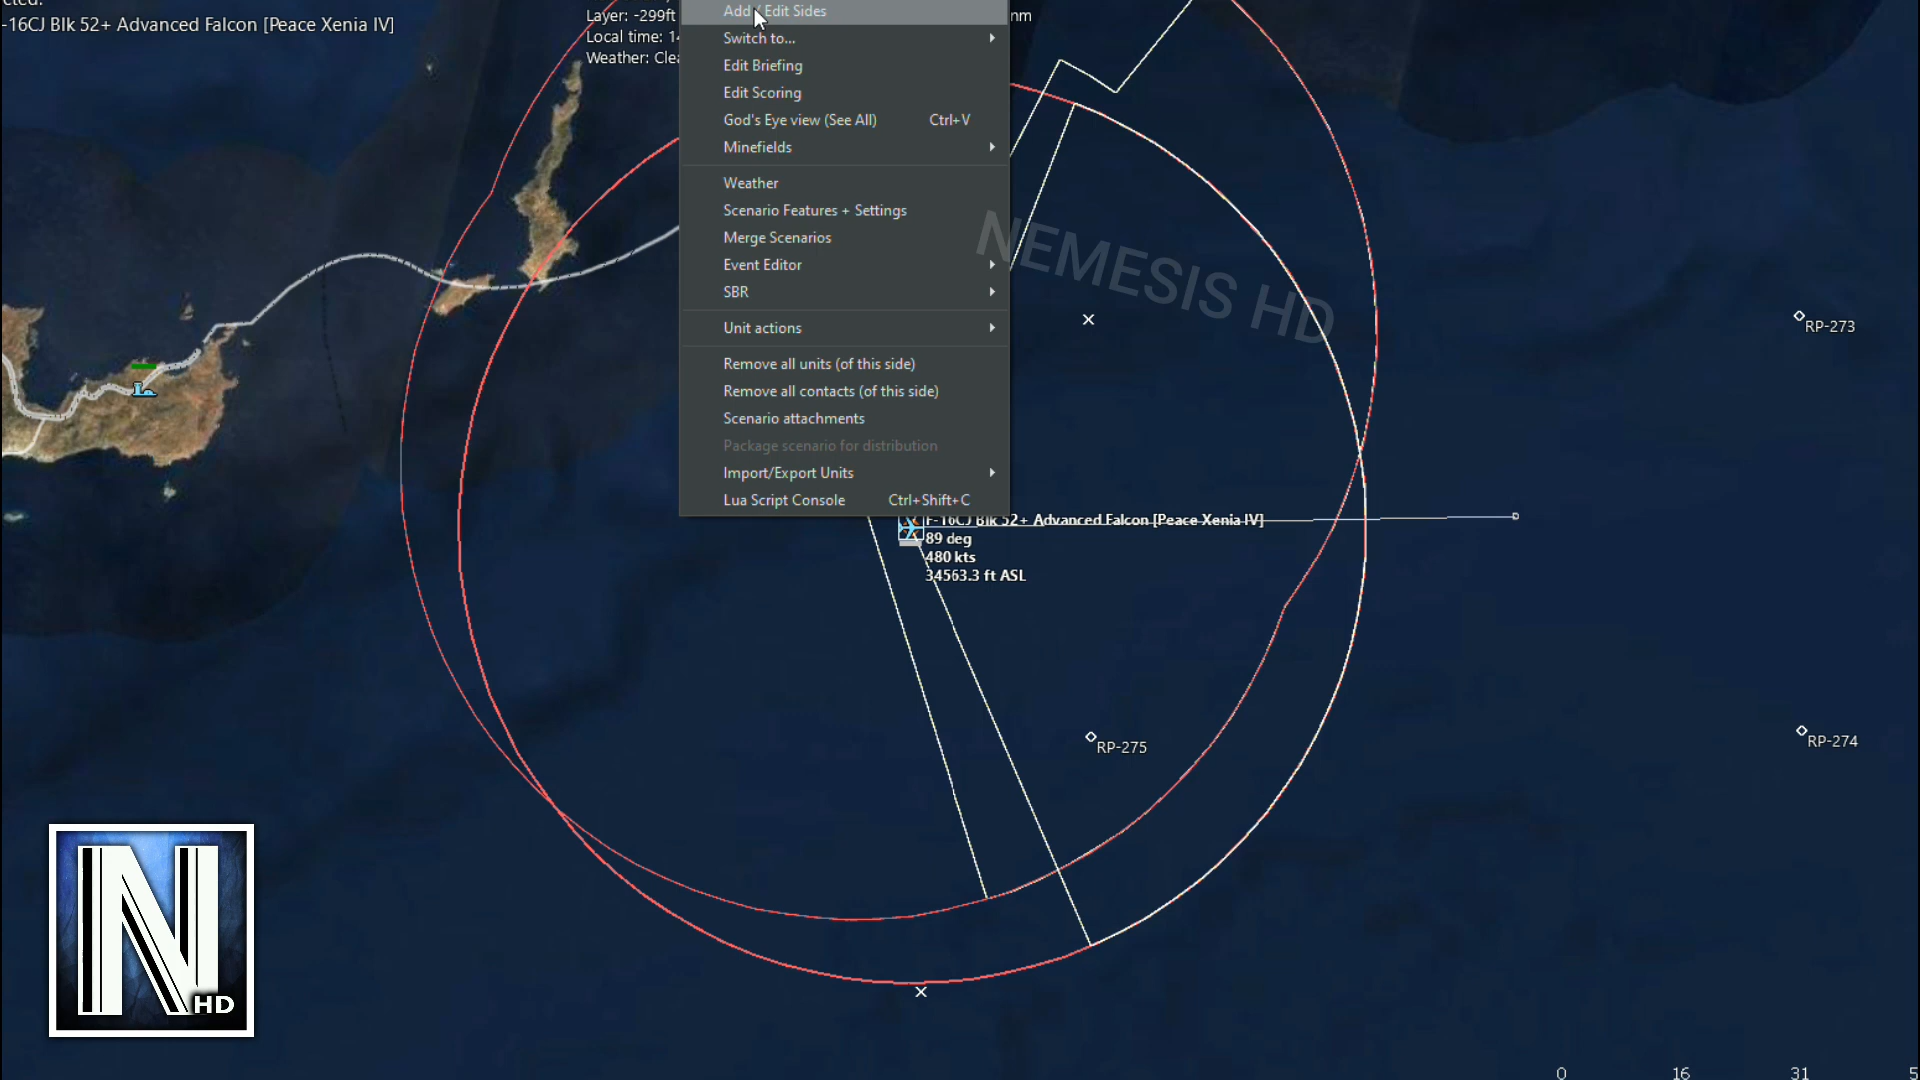 -16CJ Blk 52+ Advanced Falcon [Peace Xenia IV]
Layer: -299ft
nm
Local time: 1
Weather: Cle
Add / Edit Sides
Switch to...
Edit Briefing
Edit Scoring
God's Eye view (See All) Ctrl+V
Minefields
Weather
Scenario Features + Settings
Merge Scenarios
Event Editor
SBR
Unit actions
Remove all units (of this side)
Remove all contacts (of this side)
Scenario attachments
Package scenario for distribution
Import/Export Units
Lua Script Console Ctrl+Shift+C
NEMESIS HD
RP-273
F-16CJ Blk 52+ Advanced Falcon [Peace Xenia IV]
89 deg
480 kts
34563.3 ft ASL
RP-275
RP-274
N HD
0 16 31 5